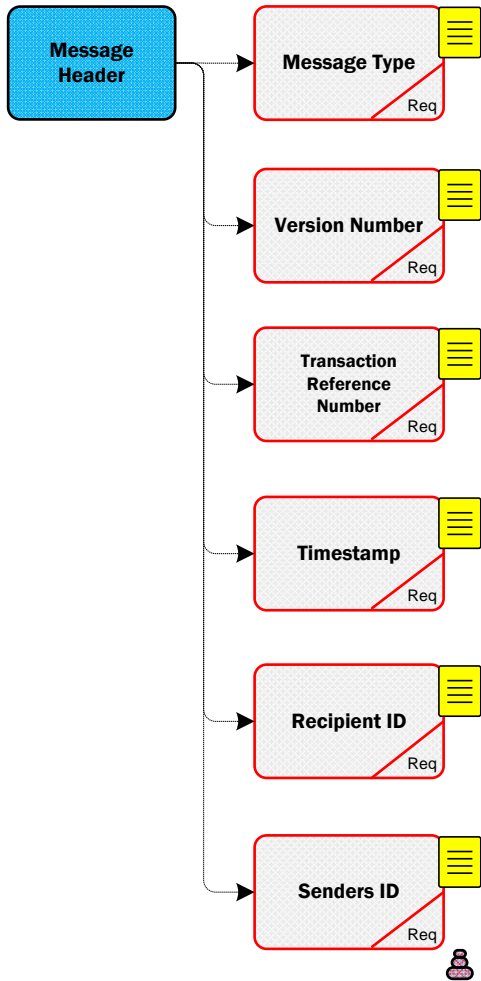 Message
Header
Message Type
Req
Version Number
Req
Transaction
Reference
Number
Req
Timestamp
Req
Recipient ID
Req
Senders ID
Req